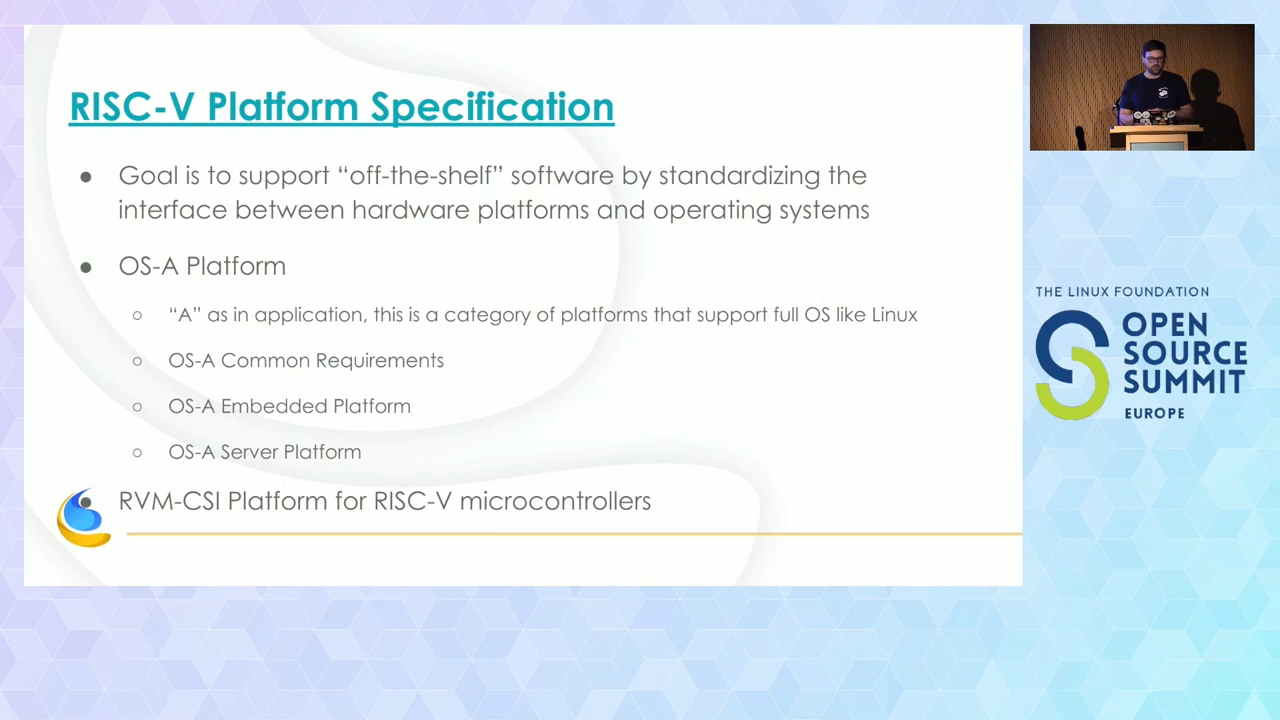 RISC-V Platform Specification
● Goal is to support “off-the-shelf” software by standardizing the
interface between hardware platforms and operating systems
● OS-A Platform
○ “A” as in application, this is a category of platforms that support full OS like Linux
○ OS-A Common Requirements
○ OS-A Embedded Platform
○ OS-A Server Platform
● RVM-CSI Platform for RISC-V microcontrollers
THE LINUX FOUNDATION
OPEN
SOURCE
SUMMIT
EUROPE